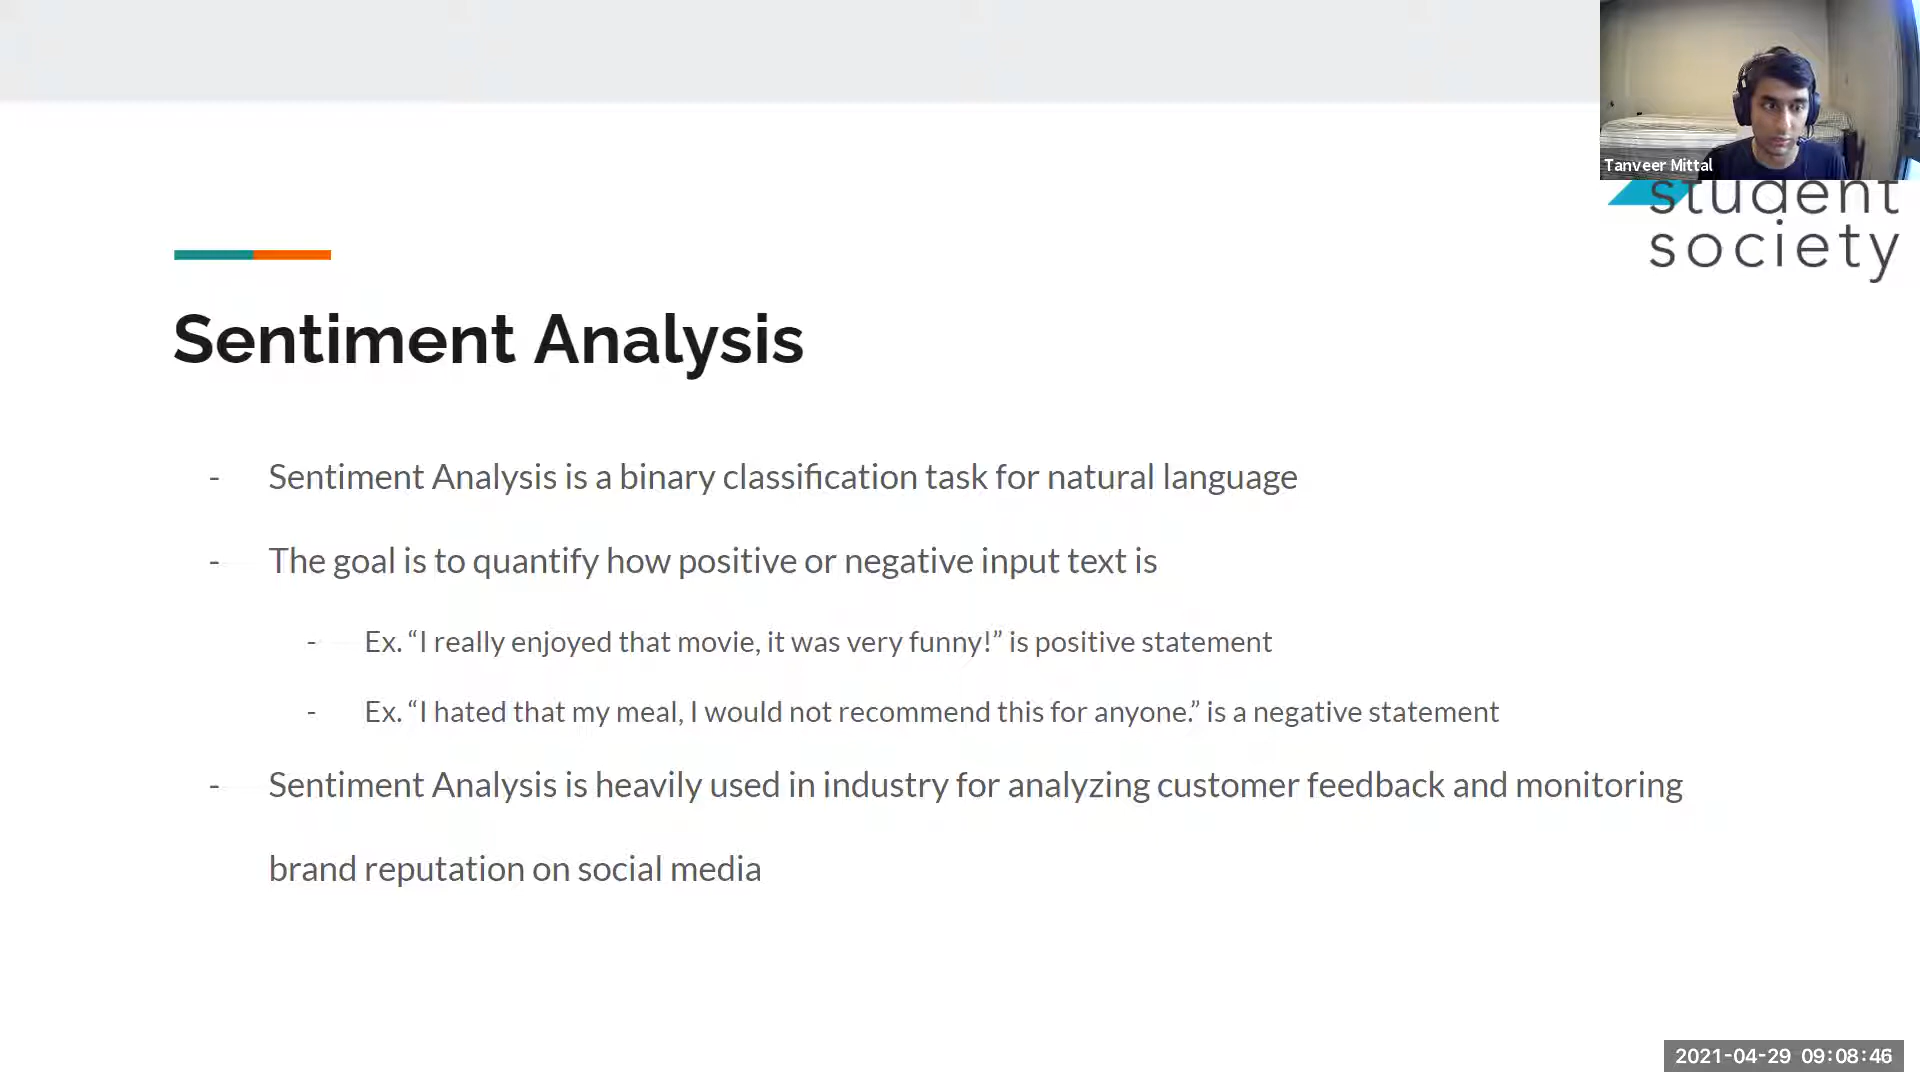 Tanveer Mittal
student
society
Sentiment Analysis
- Sentiment Analysis is a binary classification task for natural language
- The goal is to quantify how positive or negative input text is
- Ex. “I really enjoyed that movie, it was very funny!” is positive statement
- Ex. “I hated that my meal, I would not recommend this for anyone.” is a negative statement
- Sentiment Analysis is heavily used in industry for analyzing customer feedback and monitoring
brand reputation on social media
2021-04-29 09:08:46